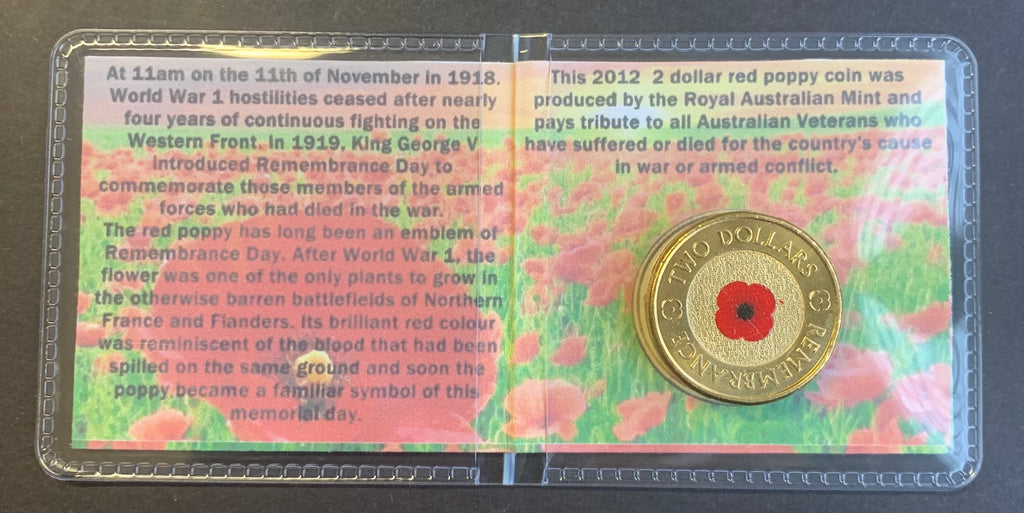 At 11am on the 11th of November in 1918.
World War 1 hostilities ceased after nearly
four years of continuous fighting on the
Western Front. In 1919, King George V
introduced Remembrance Day to
commemorate those members of the armed
forces who had died in the war.
The red poppy has long been an emblem of
Remembrance Day. After World War 1, the
flower was one of the only plants to grow in
the otherwise barren battlefields of Northern
France and Flanders. Its brilliant red colour
was reminiscent of the blood that had been
spilled on the same ground and soon the
poppy became a familiar symbol of this
memorial day.
This 2012 2 dollar red poppy coin was
produced by the Royal Australian Mint and
pays tribute to all Australian Veterans who
have suffered or died for the country's cause
in war or armed conflict.
TWO DOLLARS
REMEMBRANCE